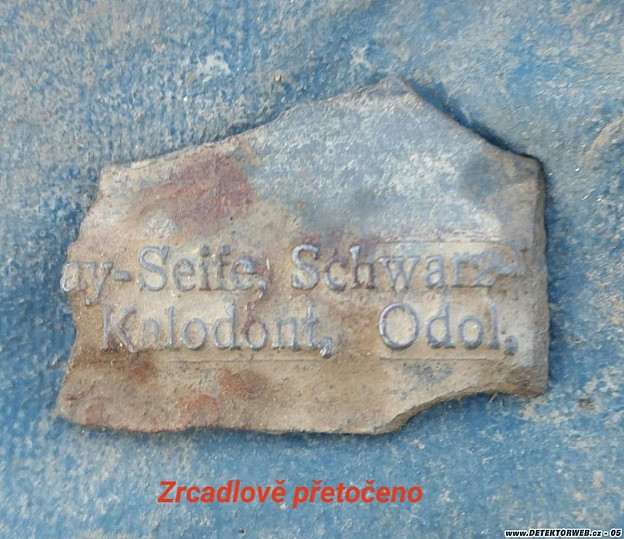 ay-Seife, Schwarz-
Kalodont, Odol,
Zrcadlově přetočeno
www.DETEKTORWEB.cz - 05